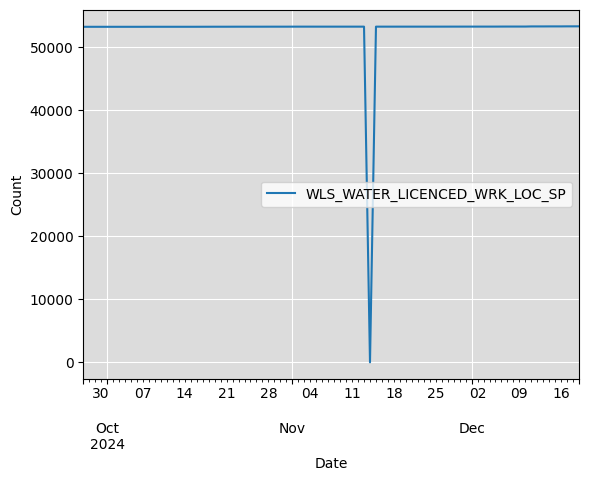 50000
40000
30000
20000
10000
0
Count
WLS_WATER_LICENCED_WRK_LOC_SP
30 07 14 21 28 04 11 18 25 02 09 16
Oct Nov Dec
2024
Date